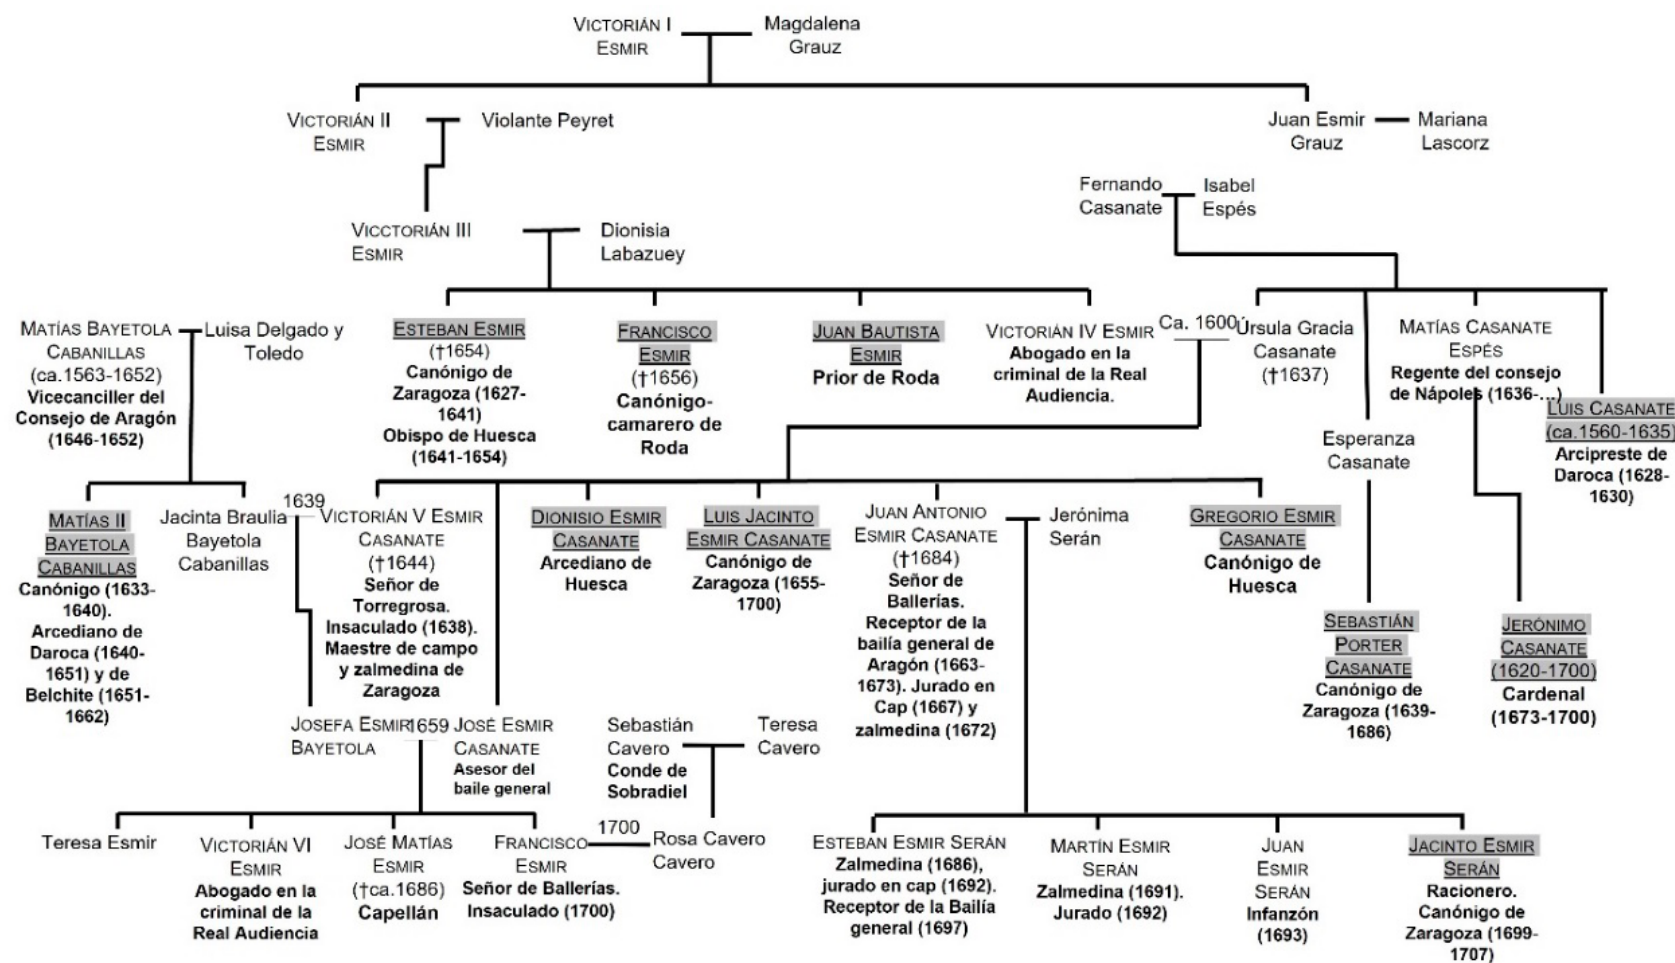 VICTORIÁN I
ESMIR
Magdalena
Grauz
VICTORIÁN II
ESMIR
Violante Peyret
Juan Esmir
Grauz
Mariana
Lascorz
Fernando
Casanate
Isabel
Espés
VICCTORIÁN III
ESMIR
Dionisia
Labazuey
MATÍAS BAYETOLA
CABANILLAS
(ca.1563-1652)
Vicecanciller del
Consejo de Aragón
(1646-1652)
Luisa Delgado y
Toledo
ESTEBAN ESMIR
(†1654)
Canónigo de
Zaragoza (1627-
1641)
Obispo de Huesca
(1641-1654)
FRANCISCO
ESMIR
(†1656)
Canónigo-
camarero de
Roda
JUAN BAUTISTA
ESMIR
Prior de Roda
VICTORIÁN IV ESMIR
Abogado en la
criminal de la Real
Audiencia.
Ca. 1600
Úrsula Gracia
Casanate
(†1637)
Esperanza
Casanate
MATÍAS CASANATE
ESPÉS
Regente del consejo
de Nápoles (1636-...)
LUIS CASANATE
(ca.1560-1635)
Arcipreste de
Daroca (1628-
1630)
MATÍAS II
BAYETOLA
CABANILLAS
Canónigo (1633-
1640).
Arcediano de
Daroca (1640-
1651) y de
Belchite (1651-
1662)
Jacinta Braulia
Bayetola
Cabanillas
1639
VICTORIÁN V ESMIR
CASANATE
(†1644)
Señor de
Torregrosa.
Insaculado (1638).
Maestre de campo
y zalmedina de
Zaragoza
DIONISIO ESMIR
CASANATE
Arcediano de
Huesca
LUIS JACINTO
ESMIR CASANATE
Canónigo de
Zaragoza (1655-
1700)
JUAN ANTONIO
ESMIR CASANATE
(†1684)
Señor de
Ballerías.
Receptor de la
bailía general de
Aragón (1663-
1673). Jurado en
Cap (1667) y
zalmedina (1672)
Jerónima
Serán
GREGORIO ESMIR
CASANATE
Canónigo de
Huesca
SEBASTIÁN
PORTER
CASANATE
Canónigo de
Zaragoza (1639-
1686)
JERÓNIMO
CASANATE
(1620-1700)
Cardenal
(1673-1700)
JOSEFA ESMIR
BAYETOLA
1659
JOSÉ ESMIR
CASANATE
Asesor del
baile general
Sebastián
Cavero
Conde de
Sobradiel
Teresa
Cavero
Teresa Esmir
VICTORIÁN VI
ESMIR
Abogado en la
criminal de la
Real Audiencia
JOSÉ MATÍAS
ESMIR
(†ca.1686)
Capellán
FRANCISCO
ESMIR
Señor de Ballerías.
Insaculado (1700)
1700
Rosa Cavero
Cavero
ESTEBAN ESMIR SERÁN
Zalmedina (1686),
jurado en cap (1692).
Receptor de la Bailía
general (1697)
MARTÍN ESMIR
SERÁN
Zalmedina (1691).
Jurado (1692)
JUAN
ESMIR
SERÁN
Infanzón
(1693)
JACINTO ESMIR
SERÁN
Racionero.
Canónigo de
Zaragoza (1699-
1707)